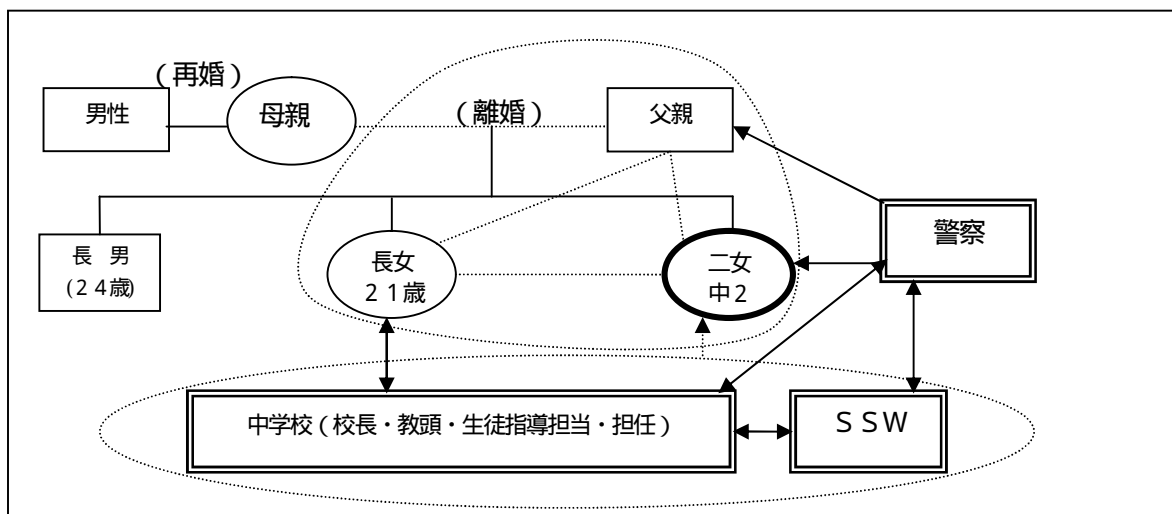 （再婚）
男性
母親
（離婚）
父親
警察
長　男
(２４歳)
長女
２１歳
二女
中２
中学校（校長・教頭・生徒指導担当・担任）
ＳＳＷ